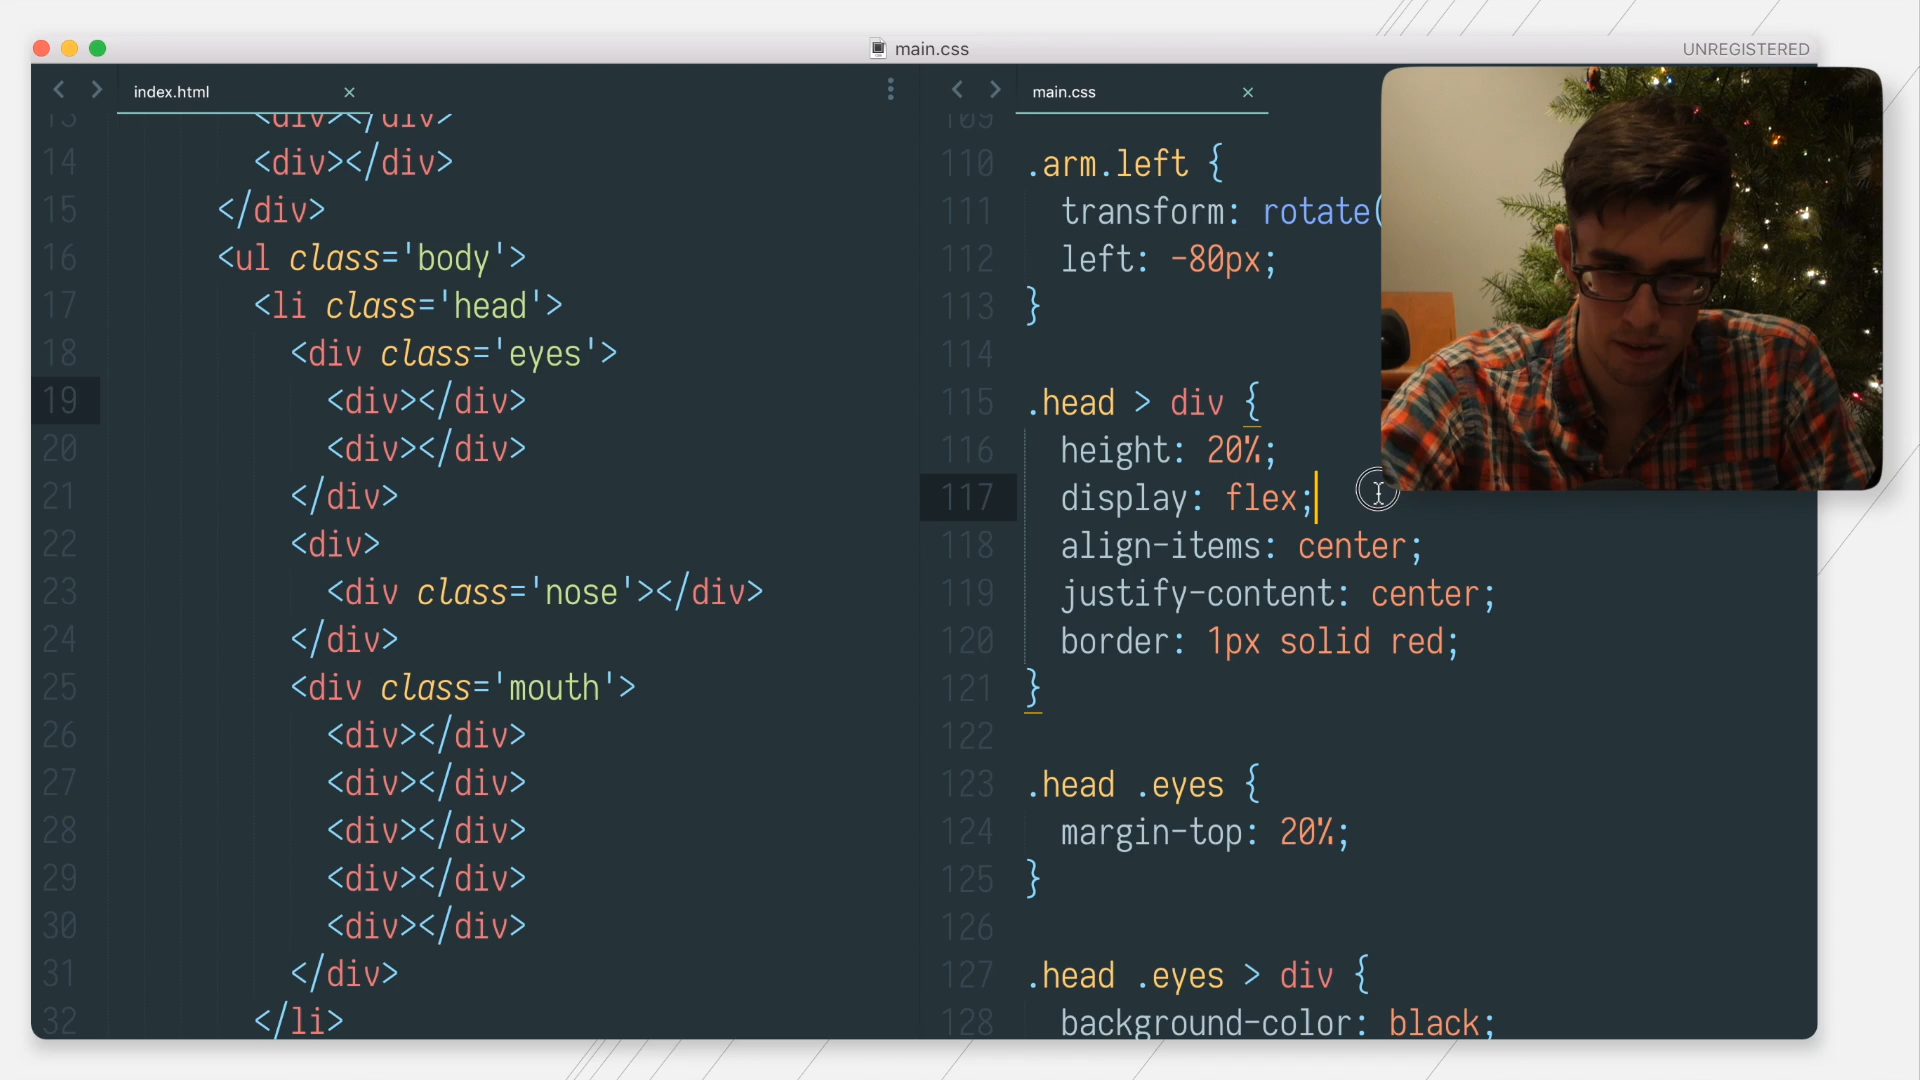 main.css
UNREGISTERED
index.html
13 <div></div>
14 <div></div>
15 </div>
16 <ul class='body'>
17 <li class='head'>
18 <div class='eyes'>
19 <div></div>
20 <div></div>
21 </div>
22 <div>
23 <div class='nose'></div>
24 </div>
25 <div class='mouth'>
26 <div></div>
27 <div></div>
28 <div></div>
29 <div></div>
30 <div></div>
31 </div>
32 </li>
main.css
109
110 .arm.left {
111 transform: rotate(
112 left: -80px;
113 }
114
115 .head > div {
116 height: 20%;
117 display: flex;
118 align-items: center;
119 justify-content: center;
120 border: 1px solid red;
121 }
122
123 .head .eyes {
124 margin-top: 20%;
125 }
126
127 .head .eyes > div {
128 background-color: black;